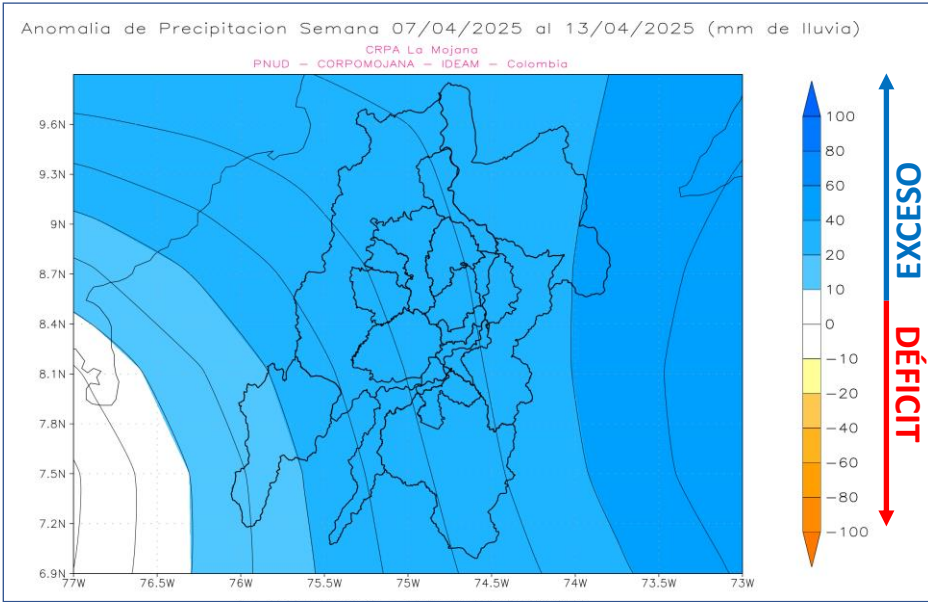 Anomalia de Precipitacion Semana 07/04/2025 al 13/04/2025 (mm de lluvia)
CRPA La Mojana
PNUD – CORPOMOJANA – IDEAM – Colombia
9.6N
9.3N
9N
8.7N
8.4N
8.1N
7.8N
7.5N
7.2N
6.9N
77W 76.5W 76W 75.5W 75W 74.5W 74W 73.5W 73W
100
80
60
40
20
10
0
−10
−20
−40
−60
−80
−100
EXCESO
DÉFICIT